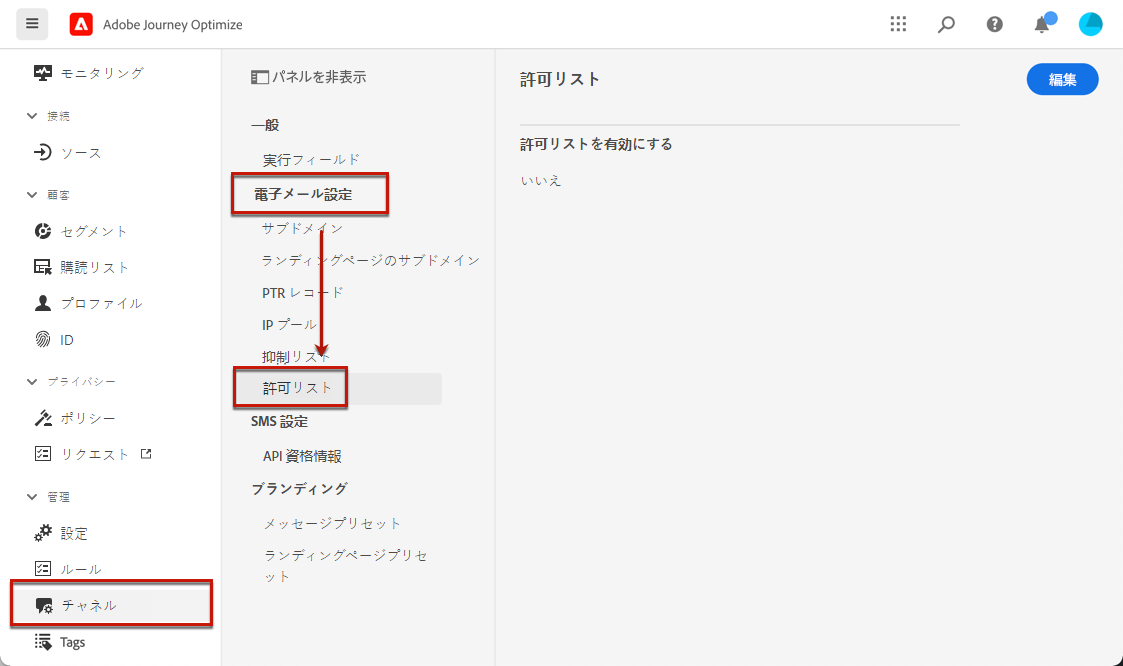 Adobe Journey Optimize
モニタリング
接続
ソース
顧客
セグメント
購読リスト
プロファイル
ID
プライバシー
ポリシー
リクエスト
管理
設定
ルール
チャネル
Tags
パネルを非表示
一般
実行フィールド
電子メール設定
サブドメイン
ランディングページのサブドメイン
PTR レコード
IP プール
抑制リスト
許可リスト
SMS 設定
API 資格情報
ブランディング
メッセージプリセット
ランディングページプリセ
ット
許可リスト
編集
許可リストを有効にする
いいえ